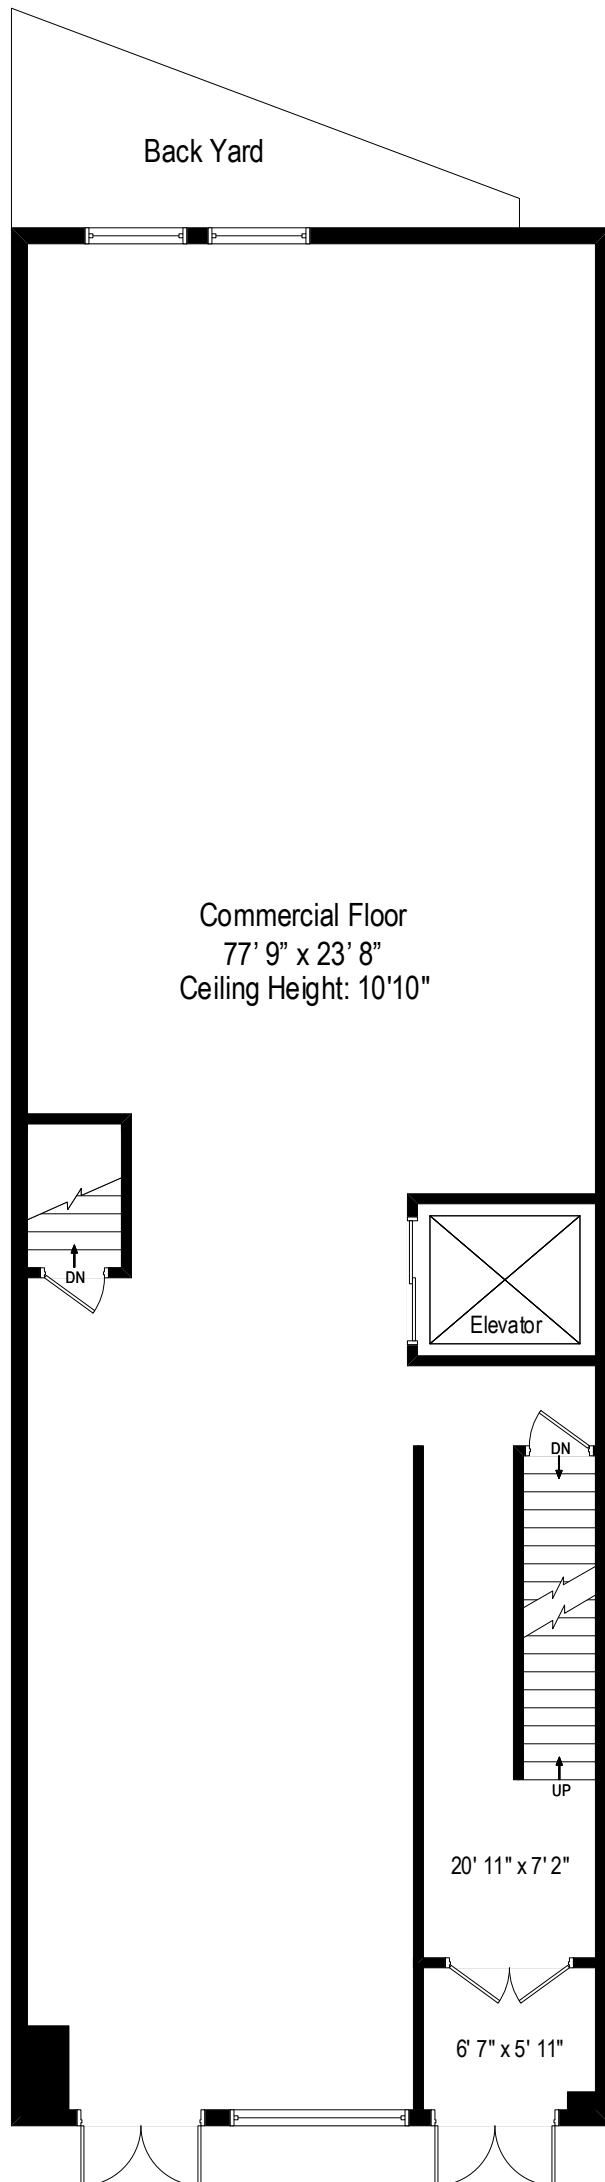 Back Yard
Commercial Floor
77’ 9” x 23’ 8”
Ceiling Height: 10'10"
DN
Elevator
DN
UP
20' 11" x 7' 2"
6' 7" x 5' 11"